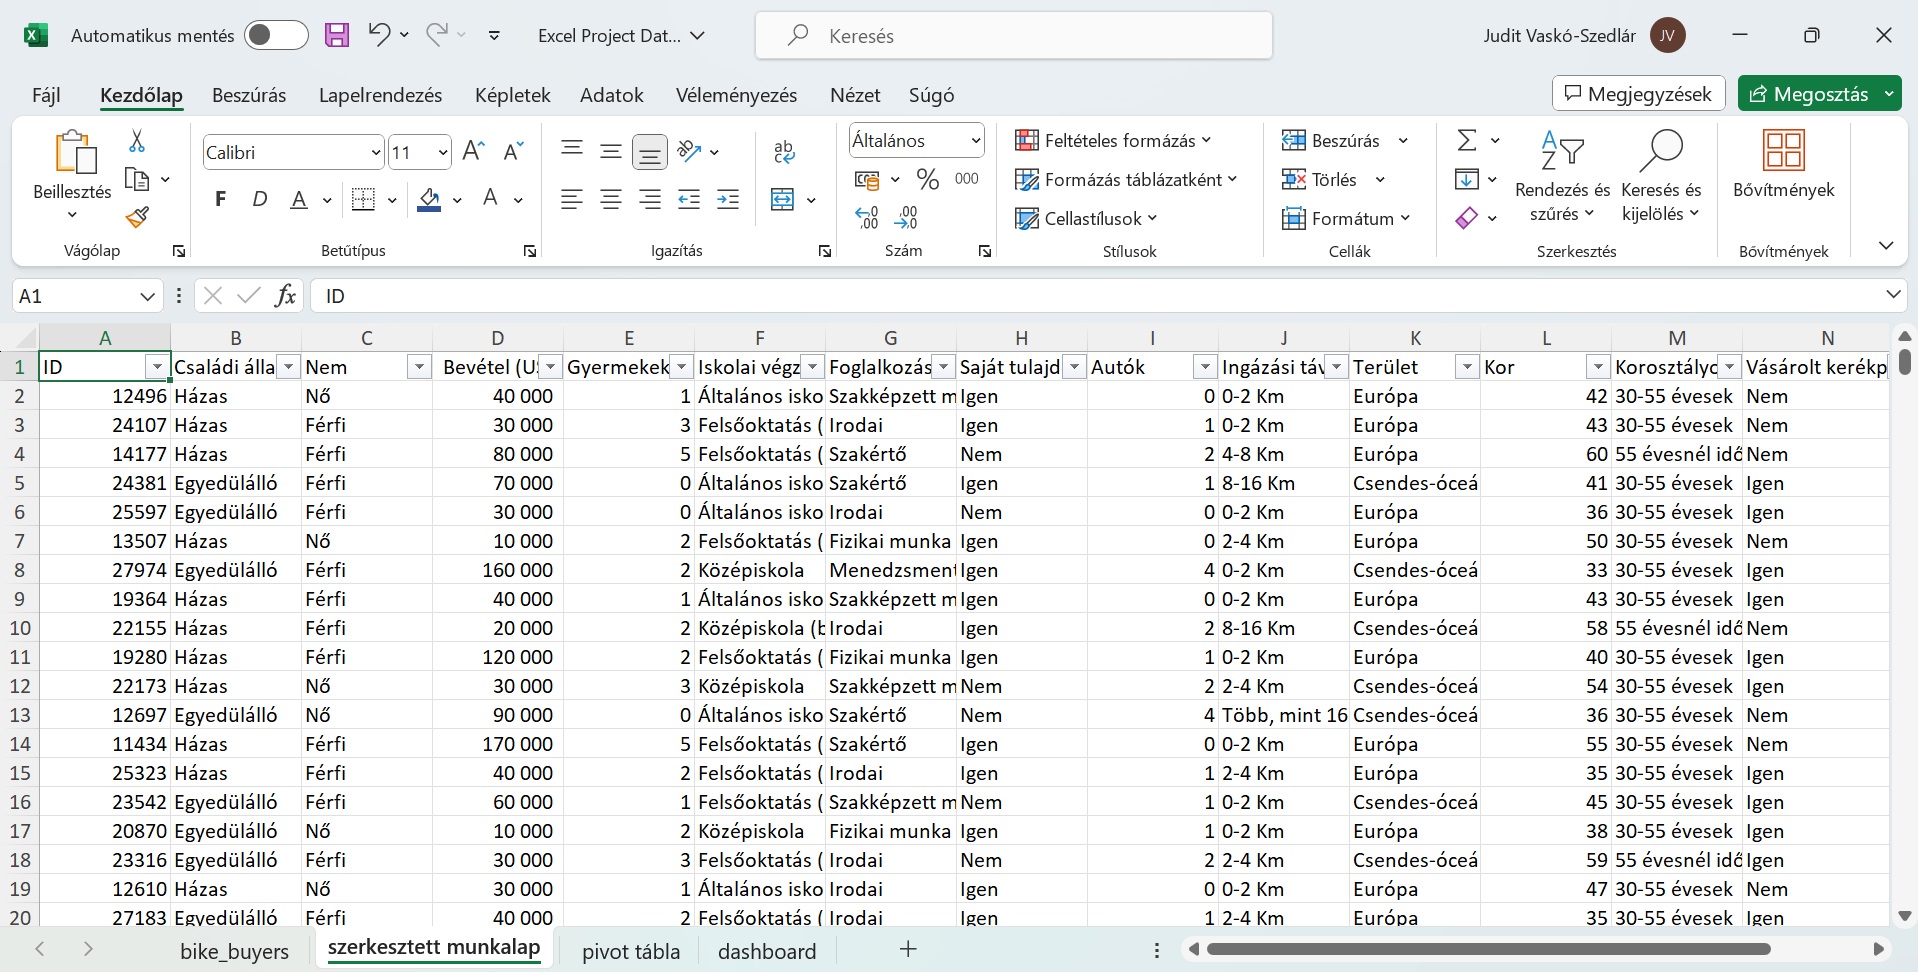 Automatikus mentés Excel Project Dat... Keresés Judit Vaskó-Szedlár JV
Fájl Kezdőlap Beszúrás Lapelrendezés Képletek Adatok Véleményezés Nézet Súgó Megjegyzések Megosztás
Beillesztés Calibri 11 Általános Feltételes formázás Beszúrás
F D A A % 000 Formázás táblázatként Törlés Rendezés és szűrés Keresés és kijelölés Bővítmények
Cellastílusok Formátum
Vágólap Betűtípus Igazítás Szám Stílusok Cellák Szerkesztés Bővítmények
A1 fx ID
A B C D E F G H I J K L M N
1 ID Családi álla Nem Bevétel (U Gyermekek Iskolai végz Foglalkozás Saját tulajd Autók Ingázási táv Terület Kor Korosztályo Vásárolt kerékp
2 12496 Házas Nő 40 000 1 Általános isko Szakképzett m Igen 0 0-2 Km Európa 42 30-55 évesek Nem
3 24107 Házas Férfi 30 000 3 Felsőoktatás ( Irodai Igen 1 0-2 Km Európa 43 30-55 évesek Nem
4 14177 Házas Férfi 80 000 5 Felsőoktatás ( Szakértő Nem 2 4-8 Km Európa 60 55 évesnél idő Nem
5 24381 Egyedülálló Férfi 70 000 0 Általános isko Szakértő Igen 1 8-16 Km Csendes-óceá 41 30-55 évesek Igen
6 25597 Egyedülálló Férfi 30 000 0 Általános isko Irodai Nem 0 0-2 Km Európa 36 30-55 évesek Igen
7 13507 Házas Nő 10 000 2 Felsőoktatás ( Fizikai munka Igen 0 2-4 Km Európa 50 30-55 évesek Nem
8 27974 Egyedülálló Férfi 160 000 2 Középiskola Menedzsment Igen 4 0-2 Km Csendes-óceá 33 30-55 évesek Igen
9 19364 Házas Férfi 40 000 1 Általános isko Szakképzett m Igen 0 0-2 Km Európa 43 30-55 évesek Igen
10 22155 Házas Férfi 20 000 2 Középiskola (b Irodai Igen 2 8-16 Km Csendes-óceá 58 55 évesnél idő Nem
11 19280 Házas Férfi 120 000 2 Felsőoktatás ( Fizikai munka Igen 1 0-2 Km Európa 40 30-55 évesek Igen
12 22173 Házas Nő 30 000 3 Középiskola Szakképzett m Nem 2 2-4 Km Csendes-óceá 54 30-55 évesek Igen
13 12697 Egyedülálló Nő 90 000 0 Általános isko Szakértő Nem 4 Több, mint 16 Csendes-óceá 36 30-55 évesek Nem
14 11434 Házas Férfi 170 000 5 Felsőoktatás ( Szakértő Igen 0 0-2 Km Európa 55 30-55 évesek Nem
15 25323 Házas Férfi 40 000 2 Felsőoktatás ( Irodai Igen 1 2-4 Km Európa 35 30-55 évesek Igen
16 23542 Egyedülálló Férfi 60 000 1 Felsőoktatás ( Szakképzett m Nem 1 0-2 Km Csendes-óceá 45 30-55 évesek Igen
17 20870 Egyedülálló Nő 10 000 2 Középiskola Fizikai munka Igen 1 0-2 Km Európa 38 30-55 évesek Igen
18 23316 Egyedülálló Férfi 30 000 3 Felsőoktatás ( Irodai Nem 2 2-4 Km Csendes-óceá 59 55 évesnél idő Igen
19 12610 Házas Nő 30 000 1 Általános isko Irodai Igen 0 0-2 Km Európa 47 30-55 évesek Nem
20 27183 Egyedülálló Férfi 40 000 2 Felsőoktatás ( Irodai Igen 1 2-4 Km Európa 35 30-55 évesek Igen
bike_buyers szerkesztett munkalap pivot tábla dashboard